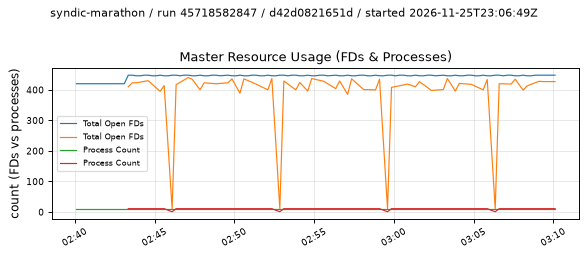 syndic-marathon / run 45718582847 / d42d0821651d / started 2026-11-25T23:06:49Z
Master Resource Usage (FDs & Processes)
count (FDs vs processes)
400
300
200
100
0
Total Open FDs
Total Open FDs
Process Count
Process Count
02:40
02:45
02:50
02:55
03:00
03:05
03:10